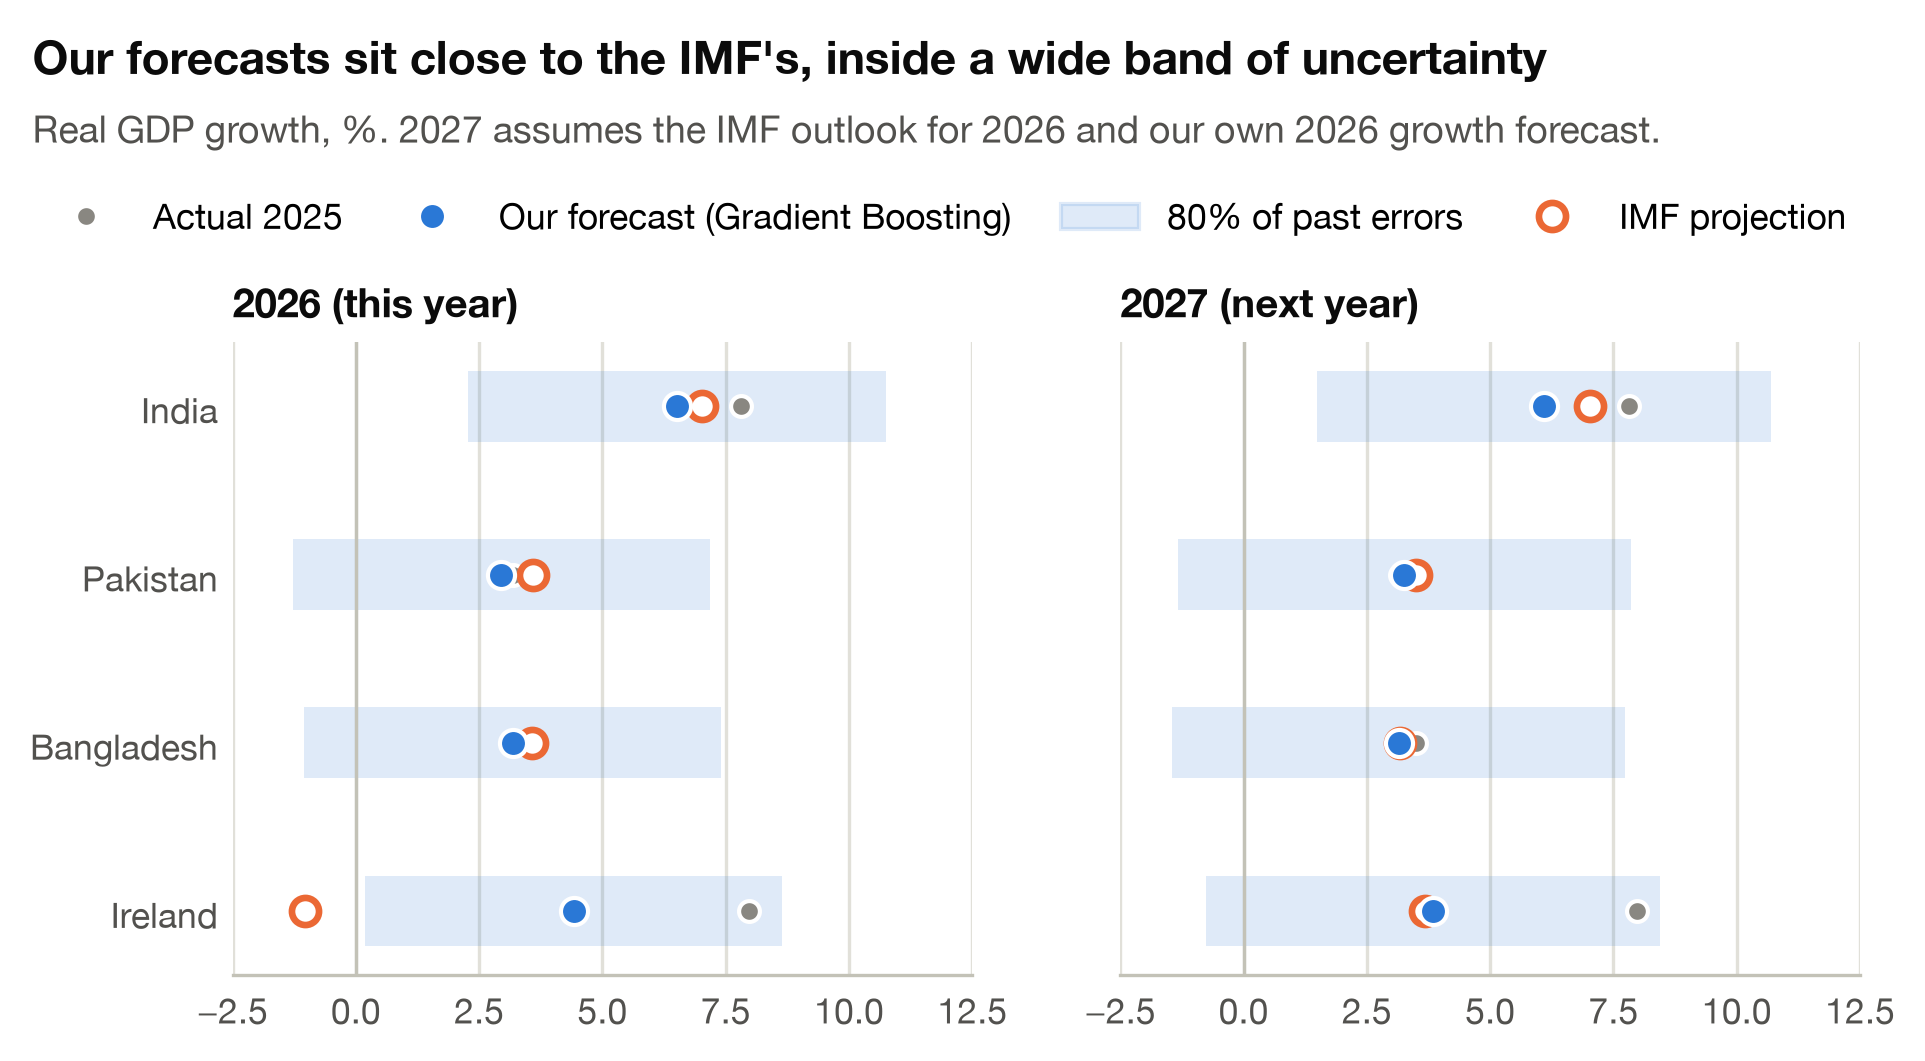 Our forecasts sit close to the IMF's, inside a wide band of uncertainty
Real GDP growth, %. 2027 assumes the IMF outlook for 2026 and our own 2026 growth forecast.
Actual 2025
Our forecast (Gradient Boosting)
80% of past errors
IMF projection
2026 (this year)
2027 (next year)
India
Pakistan
Bangladesh
Ireland
−2.5 0.0 2.5 5.0 7.5 10.0 12.5
−2.5 0.0 2.5 5.0 7.5 10.0 12.5